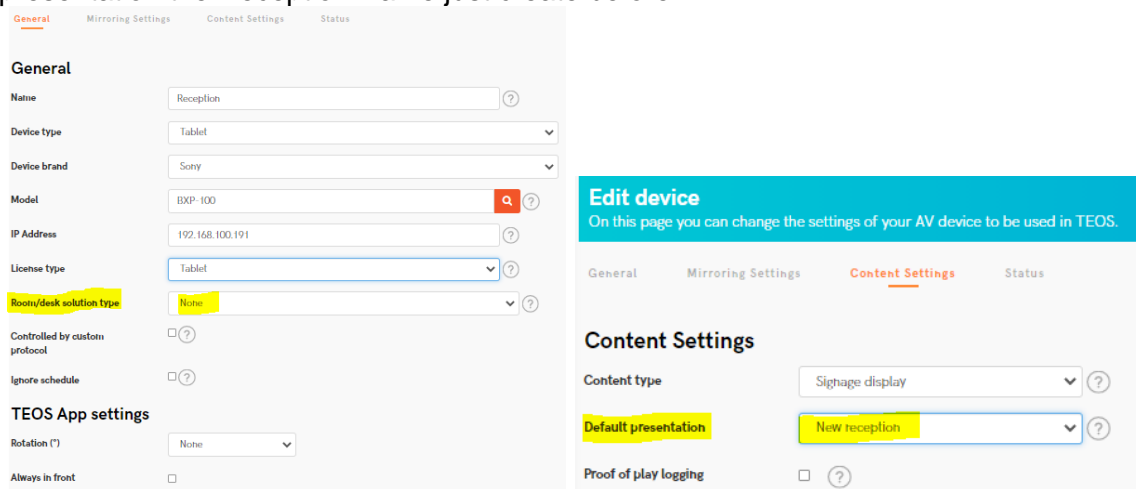 General Mirroring Settings Content Settings Status
General
Name Reception ?
Device type Tablet
Device brand Sony
Model BXP-100 ?
IP Address 192.168.100.191 ?
License type Tablet ?
Room/desk solution type None ?
Controlled by custom
protocol ?
Ignore schedule ?
TEOS App settings
Rotation (°) None
Always in front
Edit device
On this page you can change the settings of your AV device to be used in TEOS.
General Mirroring Settings Content Settings Status
Content Settings
Content type Signage display ?
Default presentation New reception ?
Proof of play logging ?